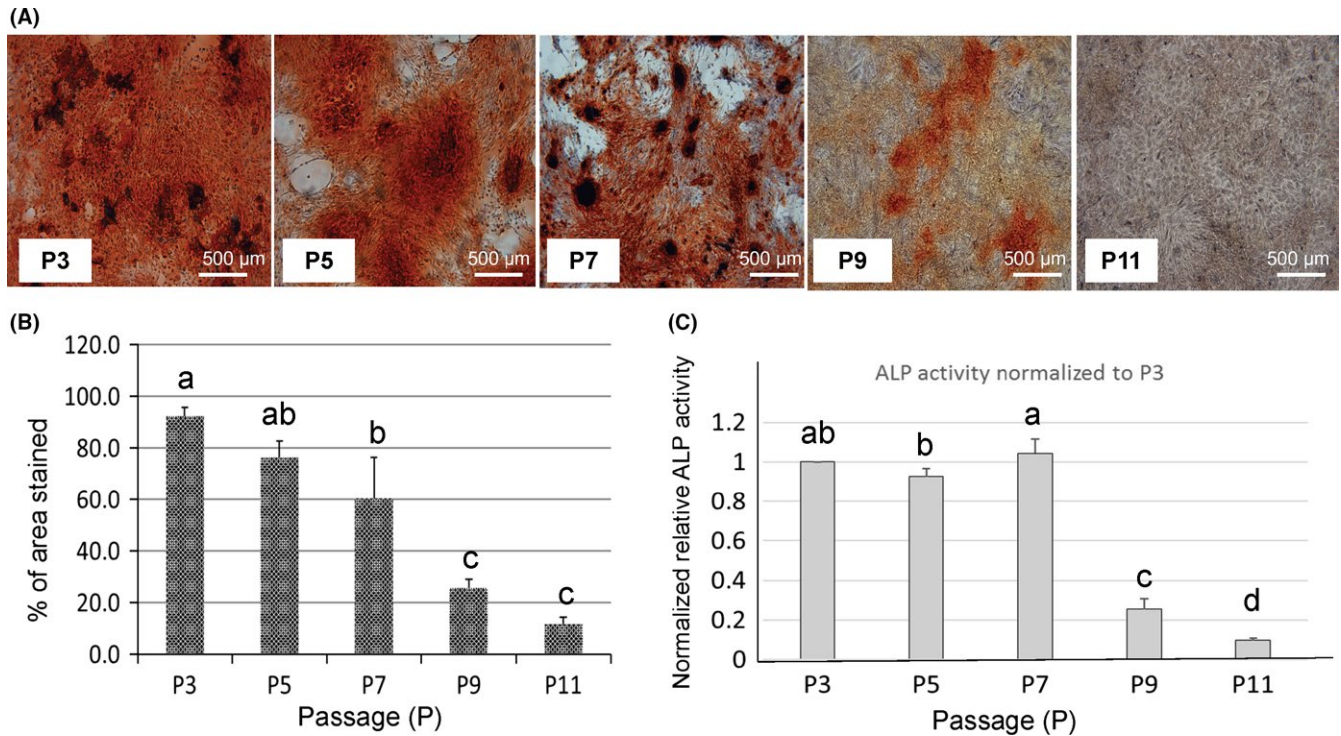 (A)
P3
500 µm
P5
500 µm
P7
500 µm
P9
500 µm
P11
500 µm
(B)
% of area stained
120.0
100.0
80.0
60.0
40.0
20.0
0.0
a
ab
b
c
c
P3 P5 P7 P9 P11
Passage (P)
(C)
ALP activity normalized to P3
Normalized relative ALP activity
1.2
1
0.8
0.6
0.4
0.2
0
ab
b
a
c
d
P3 P5 P7 P9 P11
Passage (P)